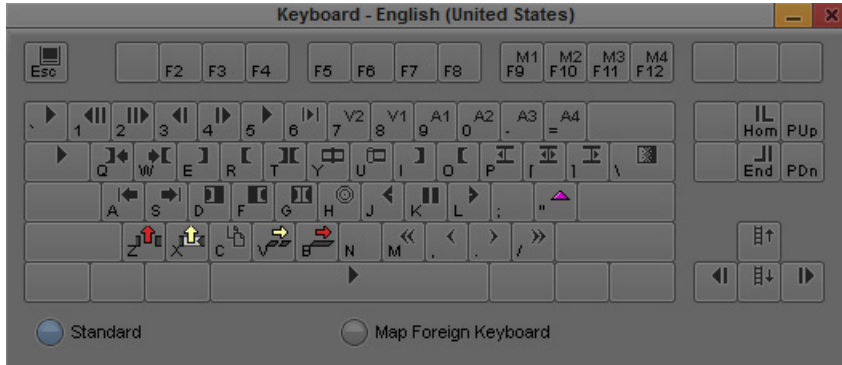 Keyboard - English (United States)
Esc F2 F3 F4 F5 F6 F7 F8 M1 F9 M2 F10 M3 F11 M4 F12
` 1 2 3 4 5 6 7 V2 8 V1 9 A1 0 A2 - A3 = A4 Hom PUp
Q W E R T Y U I O P [ ] \ End PDn
A S D F G H J K L ; "
Z X C V B N M , . /
Standard Map Foreign Keyboard